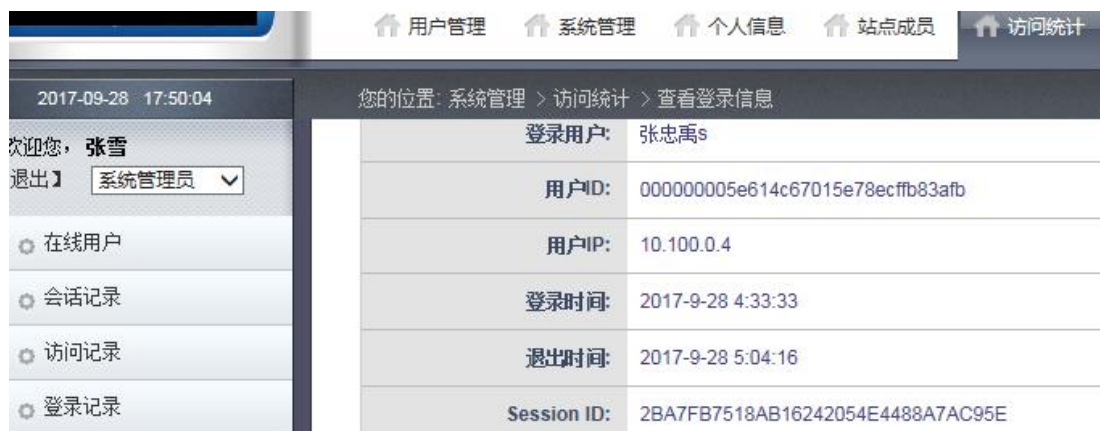 用户管理 系统管理 个人信息 站点成员 访问统计
2017-09-28 17:50:04
您的位置: 系统管理 > 访问统计 > 查看登录信息
欢迎您，张雪
退出】 系统管理员
在线用户
会话记录
访问记录
登录记录
登录用户: 张忠禹s
用户ID: 000000005e614c67015e78ecffb83afb
用户IP: 10.100.0.4
登录时间: 2017-9-28 4:33:33
退出时间: 2017-9-28 5:04:16
Session ID: 2BA7FB7518AB16242054E4488A7AC95E